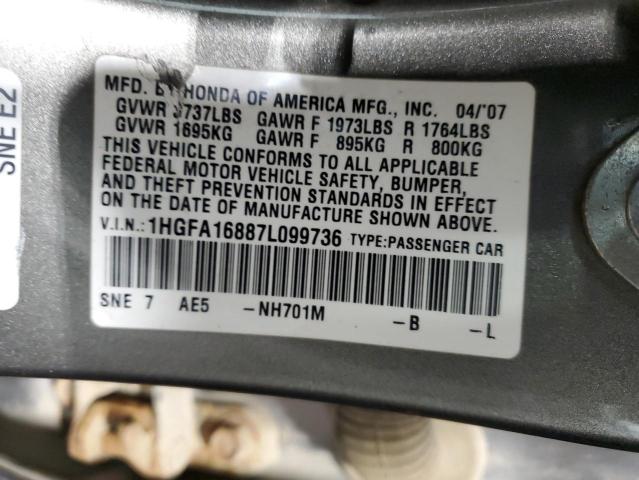 SNE E2
MFD. BY HONDA OF AMERICA MFG., INC. 04/'07
GVWR 3737LBS GAWR F 1973LBS R 1764LBS
GVWR 1695KG GAWR F 895KG R 800KG
THIS VEHICLE CONFORMS TO ALL APPLICABLE
FEDERAL MOTOR VEHICLE SAFETY, BUMPER,
AND THEFT PREVENTION STANDARDS IN EFFECT
ON THE DATE OF MANUFACTURE SHOWN ABOVE.
V.I.N.: 1HGFA16887L099736 TYPE:PASSENGER CAR
SNE 7 AE5 -NH701M -B -L